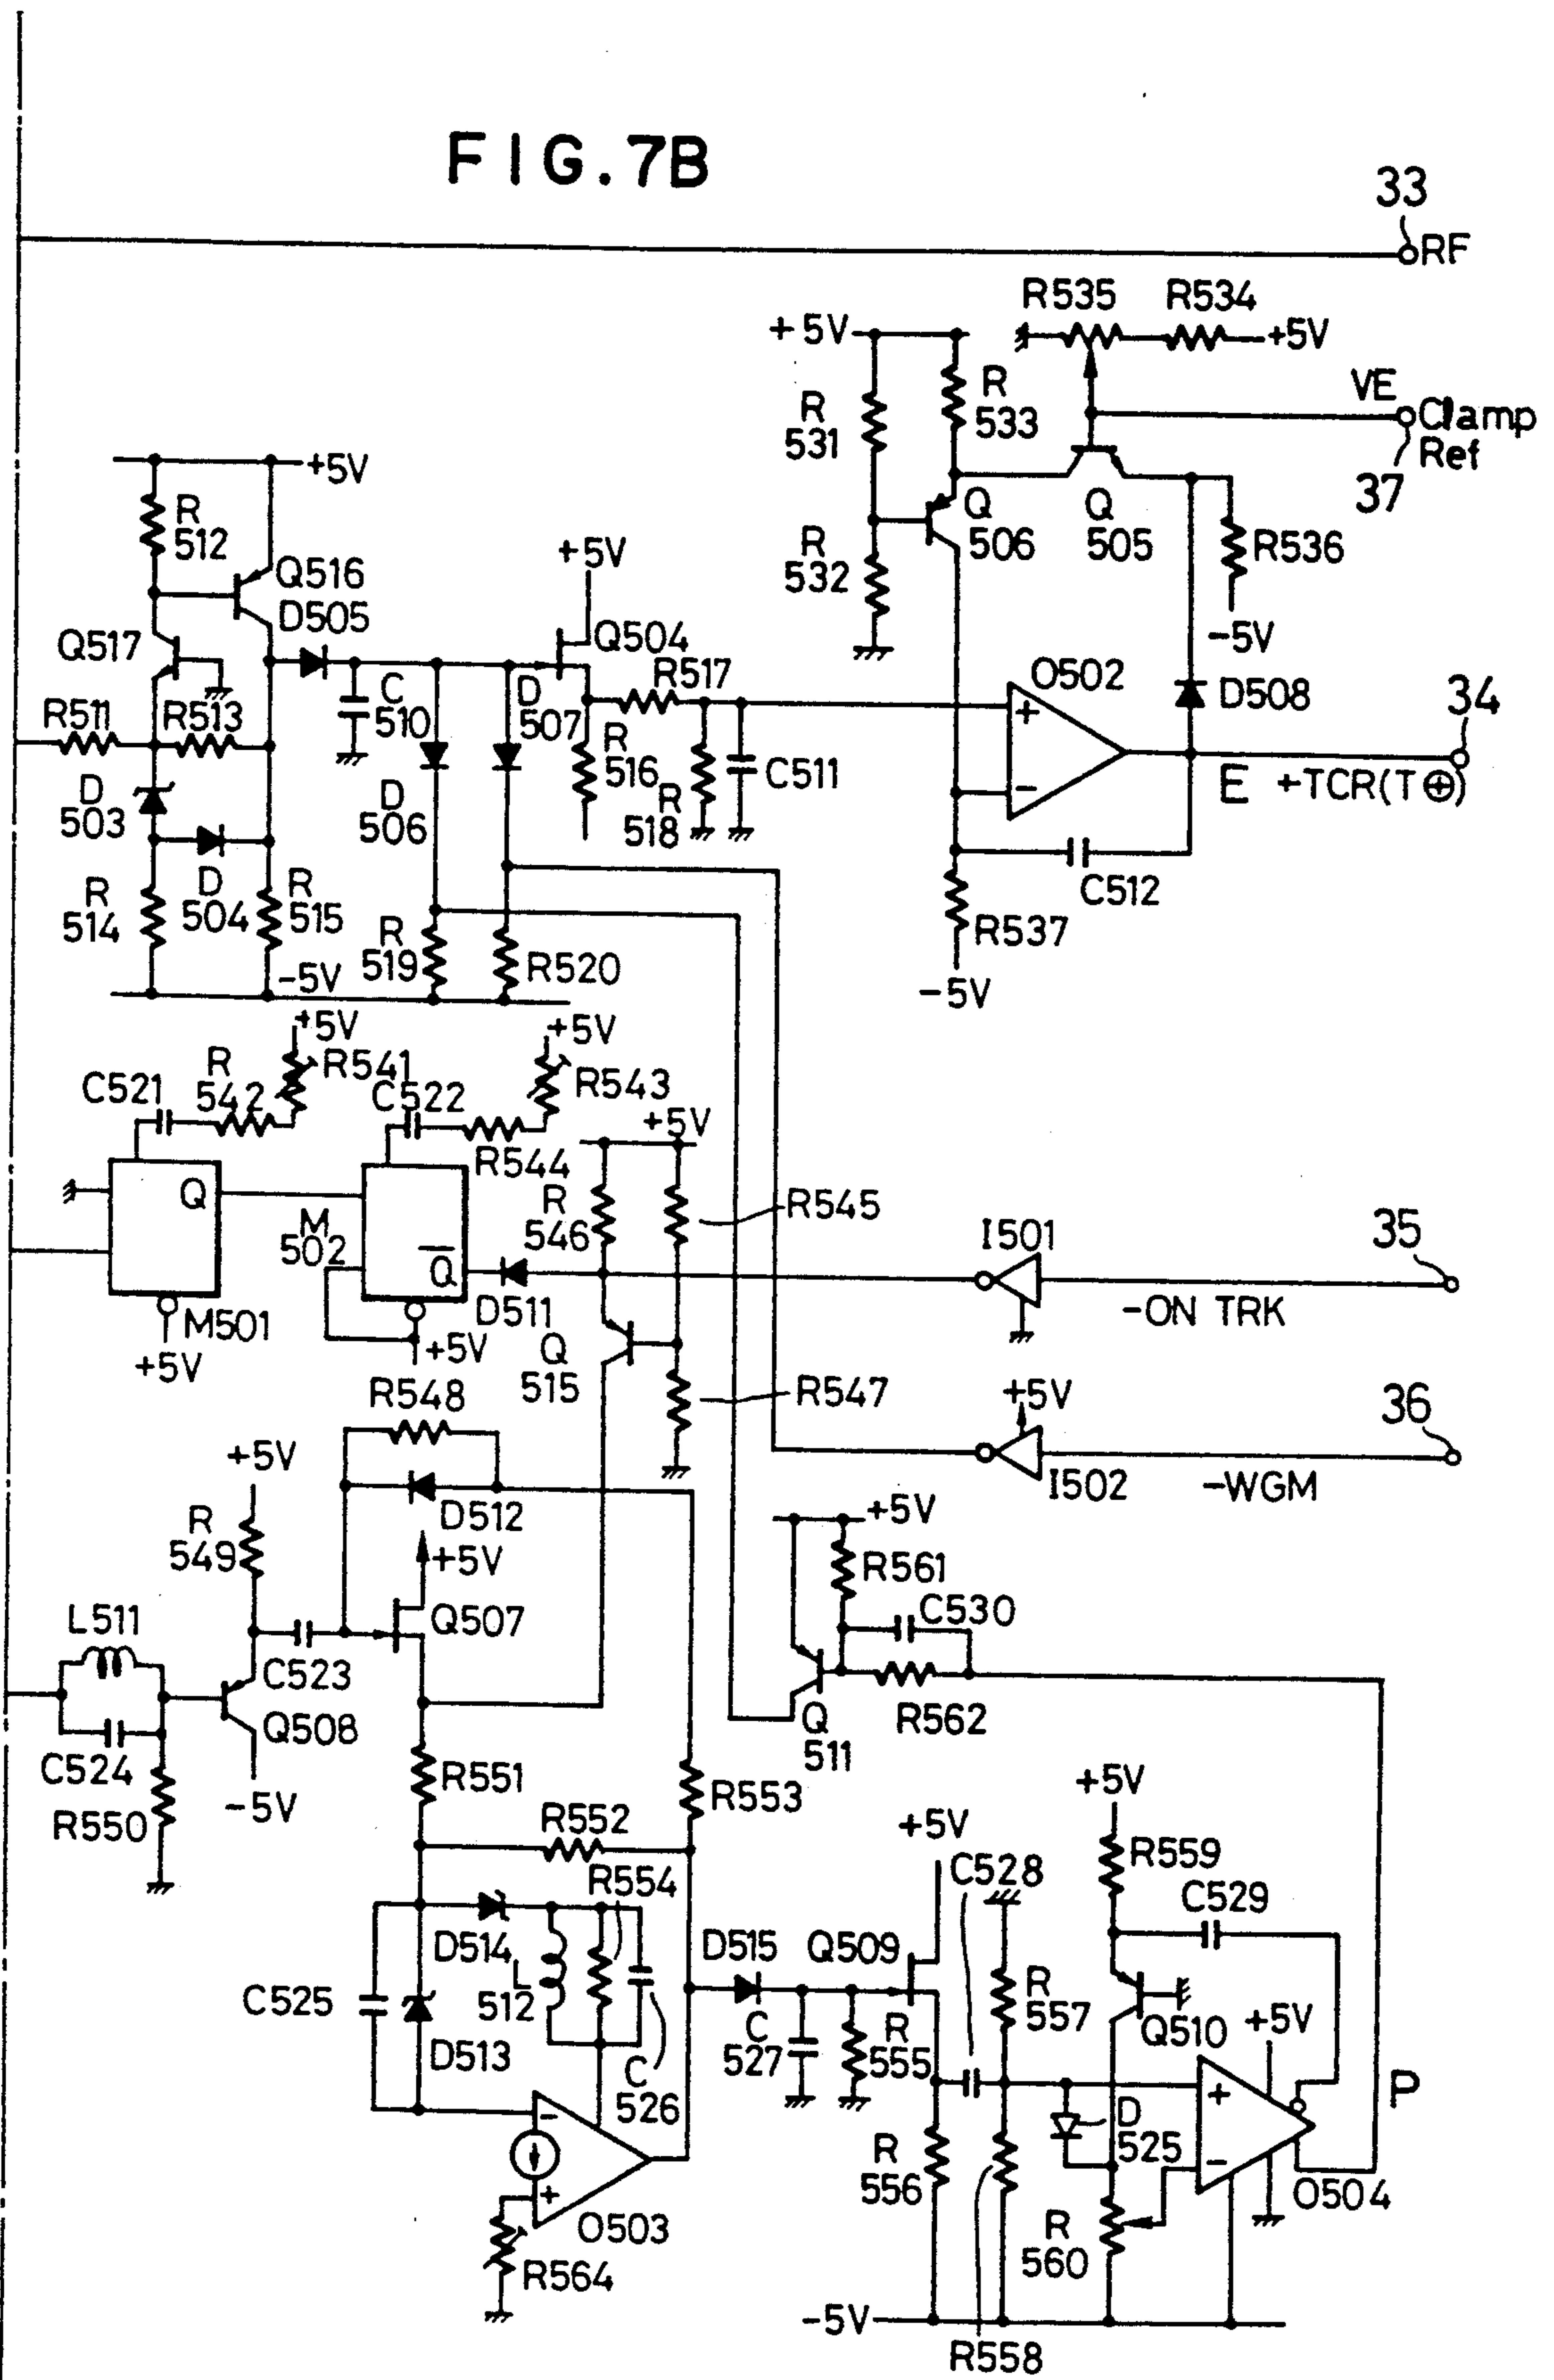 FIG. 7B
33
RF
R535 R534
+5V
+5V
VE
Clamp
Ref
37
R
531
R
533
R
532
Q
506
Q
505
R536
-5V
+5V
R
512
Q516
D505
Q517
+5V
Q504
R517
C
510
D
507
R511
R513
R
516
R
518
C511
O502
+
-
D508
34
E +TCR(T⊕)
D
503
D
504
D
506
C512
R
514
R
515
R
519
R520
R537
-5V
-5V
+5V
R541
R
542
C521
+5V
R543
C522
R544
+5V
Q
M
502
Q̅
R
546
R545
D511
I501
35
-ON TRK
M501
+5V
+5V
Q
515
R547
+5V
36
I502
-WGM
R548
+5V
D512
R
549
+5V
Q507
+5V
R561
C530
L511
C523
Q508
C524
R550
-5V
R562
Q
511
R551
R553
R552
+5V
+5V
R559
C528
C529
R554
D514
L
512
D515
Q509
C525
D513
C
526
C
527
R
555
R
557
Q510
+5V
P
+
-
D
525
R
556
O504
-
+
O503
R564
R
560
-5V
R558